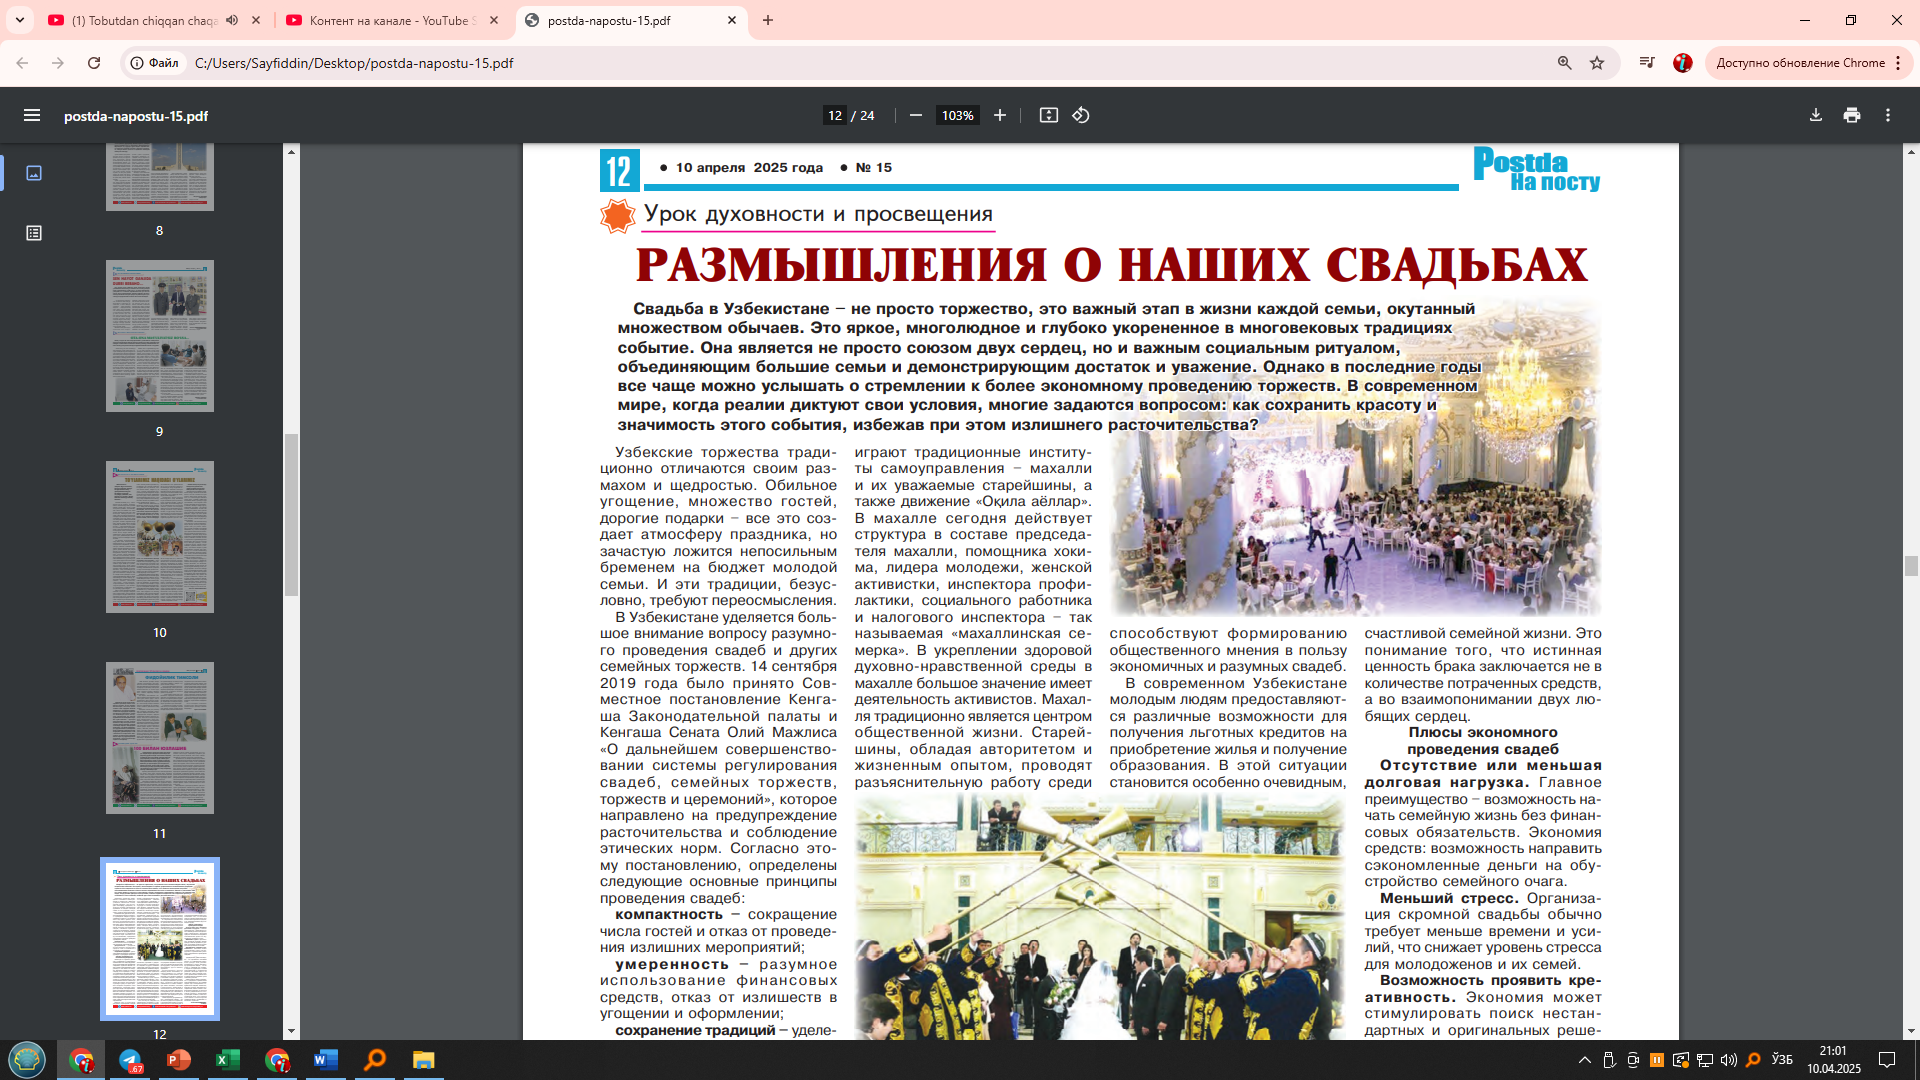 (1) Tobutdan chiqqan chaqa
Контент на канале - YouTube S
postda-napostu-15.pdf
Файл
C:/Users/Sayfiddin/Desktop/postda-napostu-15.pdf
Доступно обновление Chrome
postda-napostu-15.pdf
12 / 24
103%
8
9
10
11
12
12
● 10 апреля 2025 года ● № 15
Postda
На посту
Урок духовности и просвещения
РАЗМЫШЛЕНИЯ О НАШИХ СВАДЬБАХ
Свадьба в Узбекистане – не просто торжество, это важный этап в жизни каждой семьи, окутанный
множеством обычаев. Это яркое, многолюдное и глубоко укорененное в многовековых традициях
событие. Она является не просто союзом двух сердец, но и важным социальным ритуалом,
объединяющим большие семьи и демонстрирующим достаток и уважение. Однако в последние годы
все чаще можно услышать о стремлении к более экономному проведению торжеств. В современном
мире, когда реалии диктуют свои условия, многие задаются вопросом: как сохранить красоту и
значимость этого события, избежав при этом излишнего расточительства?
Узбекские торжества тради-
ционно отличаются своим раз-
махом и щедростью. Обильное
угощение, множество гостей,
дорогие подарки – все это соз-
дает атмосферу праздника, но
зачастую ложится непосильным
бременем на бюджет молодой
семьи. И эти традиции, безус-
ловно, требуют переосмысления.
В Узбекистане уделяется боль-
шое внимание вопросу разумно-
го проведения свадеб и других
семейных торжеств. 14 сентября
2019 года было принято Сов-
местное постановление Кенга-
ша Законодательной палаты и
Кенгаша Сената Олий Мажлиса
«О дальнейшем совершенство-
вании системы регулирования
свадеб, семейных торжеств,
торжеств и церемоний», которое
направлено на предупреждение
расточительства и соблюдение
этических норм. Согласно это-
му постановлению, определены
следующие основные принципы
проведения свадеб:
компактность – сокращение
числа гостей и отказ от проведе-
ния излишних мероприятий;
умеренность – разумное
использование финансовых
средств, отказ от излишеств в
угощении и оформлении;
сохранение традиций – уделе-
играют традиционные институ-
ты самоуправления – махалли
и их уважаемые старейшины, а
также движение «Оқила аёллар».
В махалле сегодня действует
структура в составе председа-
теля махалли, помощника хоки-
ма, лидера молодежи, женской
активистки, инспектора профи-
лактики, социального работника
и налогового инспектора – так
называемая «махаллинская се-
мерка». В укреплении здоровой
духовно-нравственной среды в
махалле большое значение имеет
деятельность активистов. Махал-
ля традиционно является центром
общественной жизни. Старей-
шины, обладая авторитетом и
жизненным опытом, проводят
разъяснительную работу среди
способствуют формированию
общественного мнения в пользу
экономичных и разумных свадеб.
В современном Узбекистане
молодым людям предоставляют-
ся различные возможности для
получения льготных кредитов на
приобретение жилья и получение
образования. В этой ситуации
становится особенно очевидным,
счастливой семейной жизни. Это
понимание того, что истинная
ценность брака заключается не в
количестве потраченных средств,
а во взаимопонимании двух лю-
бящих сердец.
Плюсы экономного
проведения свадеб
Отсутствие или меньшая
долговая нагрузка. Главное
преимущество – возможность на-
чать семейную жизнь без финан-
совых обязательств. Экономия
средств: возможность направить
сэкономленные деньги на обу-
стройство семейного очага.
Меньший стресс. Организа-
ция скромной свадьбы обычно
требует меньше времени и уси-
лий, что снижает уровень стресса
для молодоженов и их семей.
Возможность проявить кре-
ативность. Экономия может
стимулировать поиск нестан-
дартных и оригинальных реше-
.67
ЎЗБ
21:01
10.04.2025